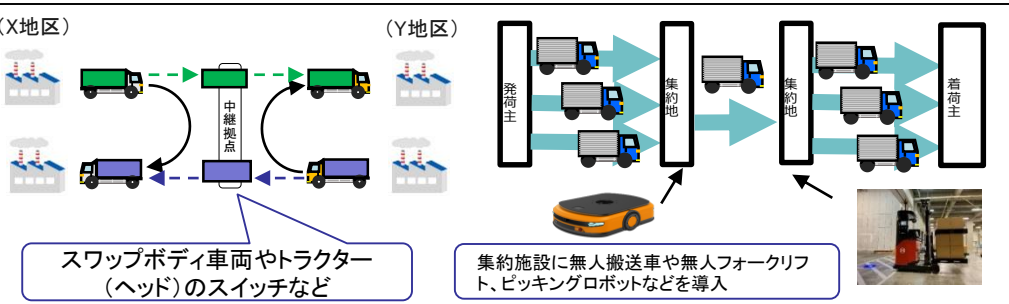 (X地区)
(Y地区)
中継拠点
スワップボディ車両やトラクター
(ヘッド)のスイッチなど
発荷主
集約地
集約地
着荷主
集約施設に無人搬送車や無人フォークリフ
ト、ピッキングロボットなどを導入